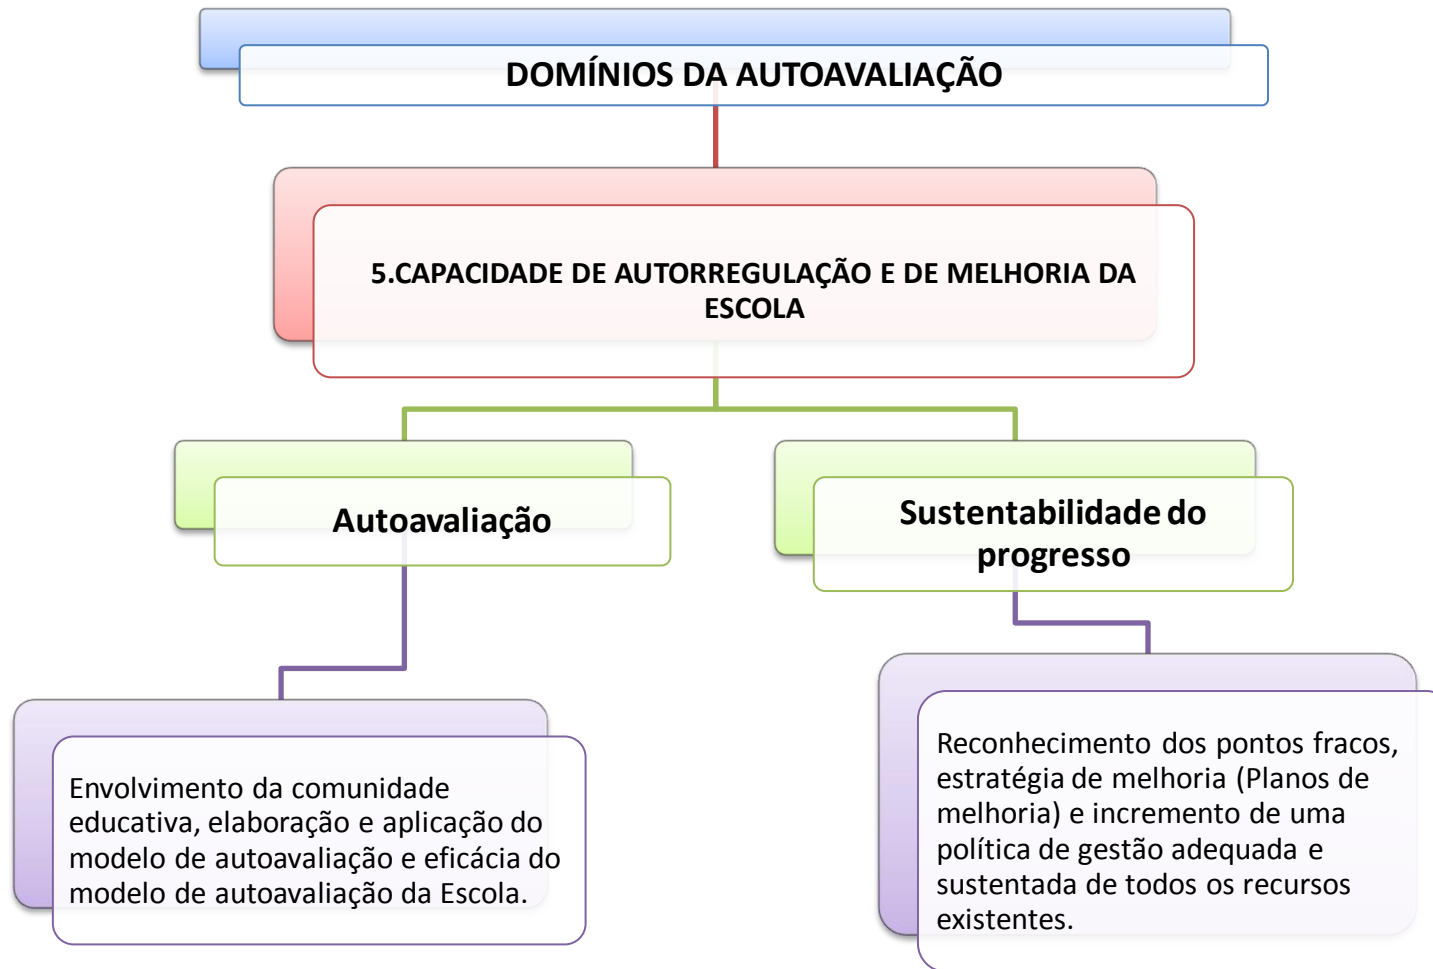 DOMÍNIOS DA AUTOAVALIAÇÃO
5.CAPACIDADE DE AUTORREGULAÇÃO E DE MELHORIA DA
ESCOLA
Autoavaliação
Sustentabilidade do
progresso
Envolvimento da comunidade
educativa, elaboração e aplicação do
modelo de autoavaliação e eficácia do
modelo de autoavaliação da Escola.
Reconhecimento dos pontos fracos,
estratégia de melhoria (Planos de
melhoria) e incremento de uma
política de gestão adequada e
sustentada de todos os recursos
existentes.